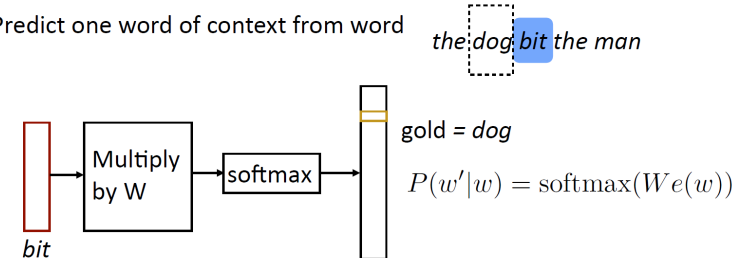 Predict one word of context from word
the dog bit the man
gold = dog
Multiply
by W
softmax
P(w'|w) = softmax(We(w))
bit